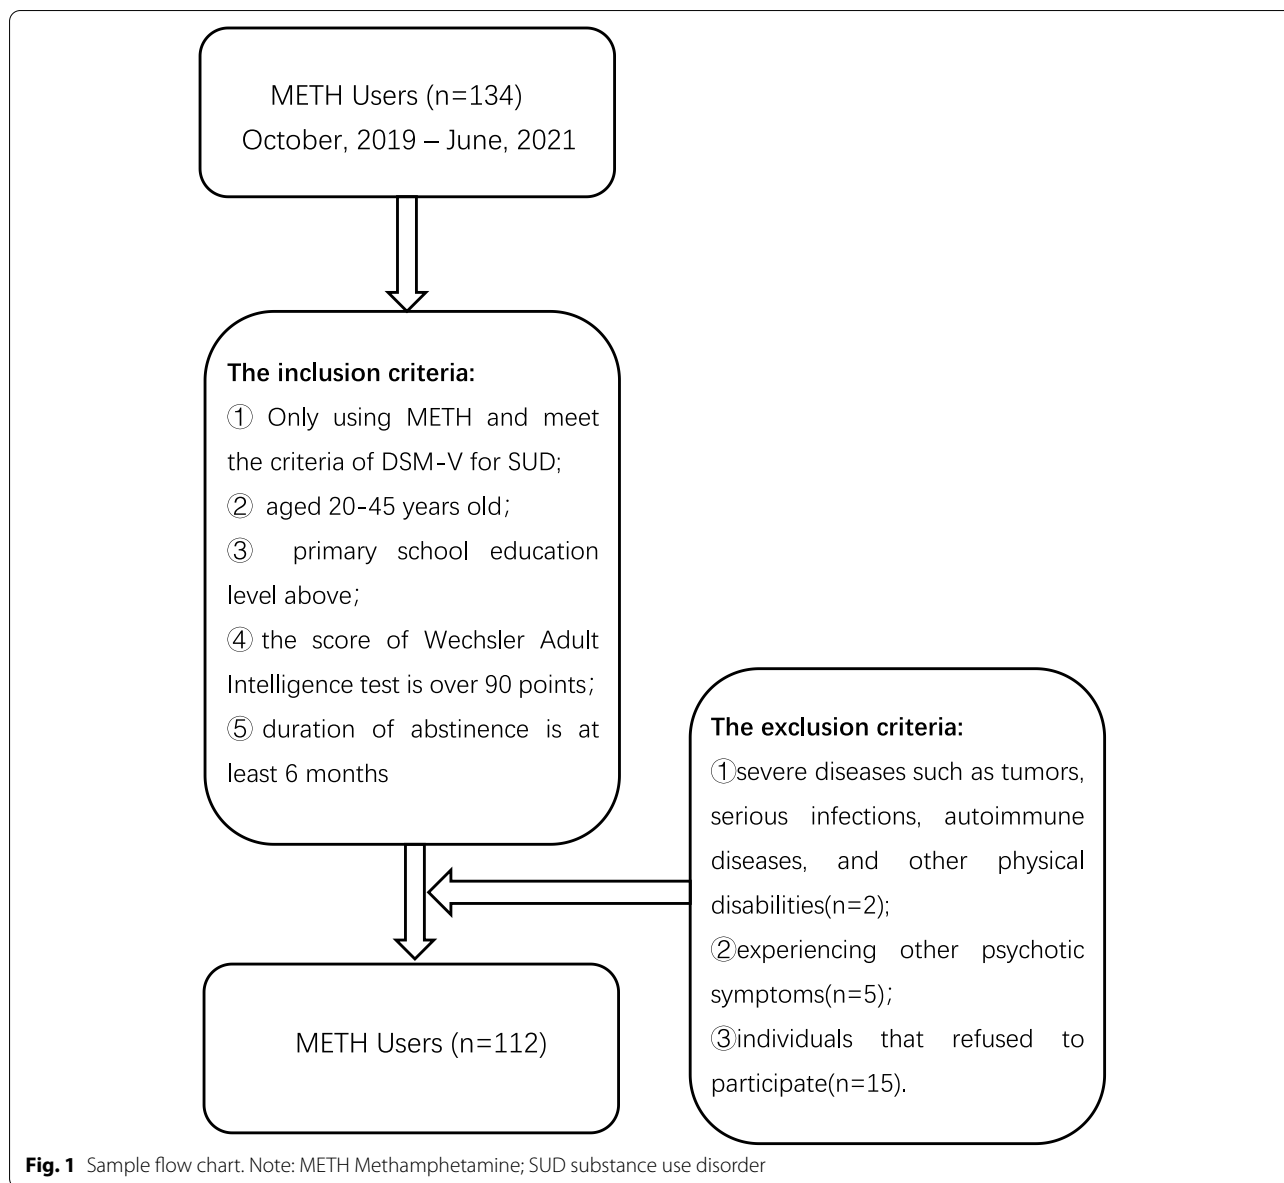 METH Users (n=134)
October, 2019 – June, 2021
The inclusion criteria:
① Only using METH and meet
the criteria of DSM-V for SUD;
② aged 20-45 years old;
③ primary school education
level above;
④ the score of Wechsler Adult
Intelligence test is over 90 points;
⑤ duration of abstinence is at
least 6 months
The exclusion criteria:
①severe diseases such as tumors,
serious infections, autoimmune
diseases, and other physical
disabilities(n=2);
②experiencing other psychotic
symptoms(n=5);
③individuals that refused to
participate(n=15).
METH Users (n=112)
Fig. 1 Sample flow chart. Note: METH Methamphetamine; SUD substance use disorder